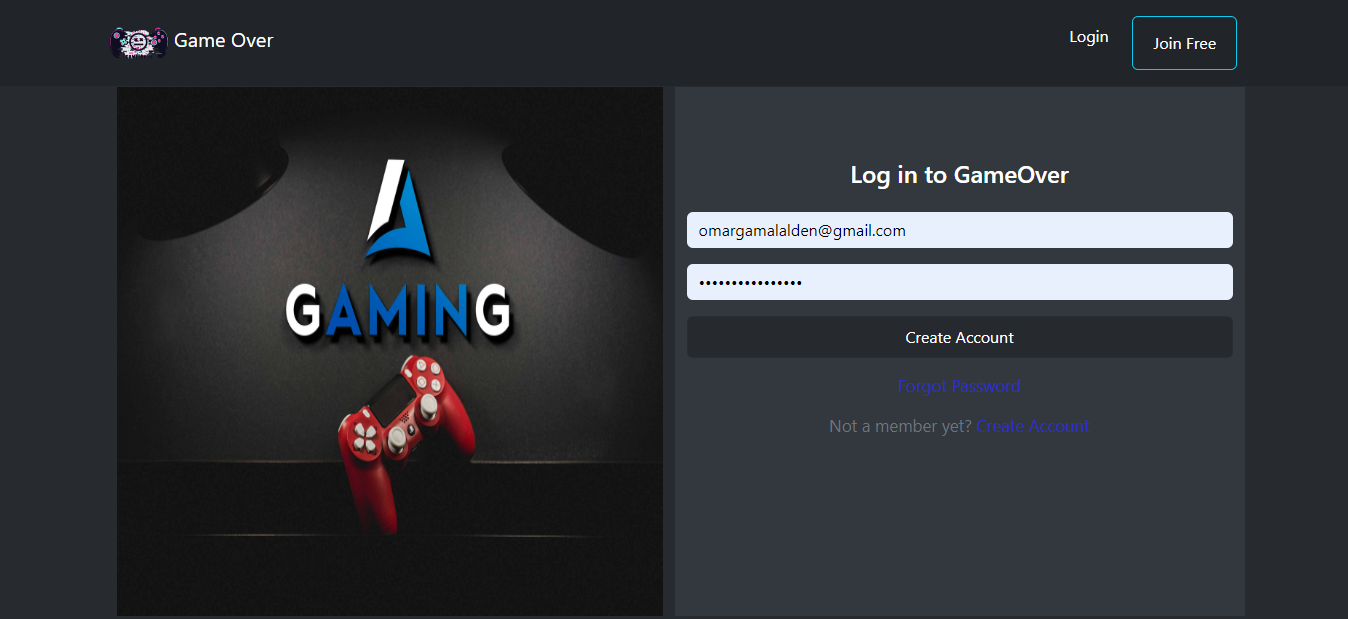 Game Over
Login
Join Free
GAMING
Log in to GameOver
omargamalalden@gmail.com
••••••••••••••••
Create Account
Forgot Password
Not a member yet? Create Account